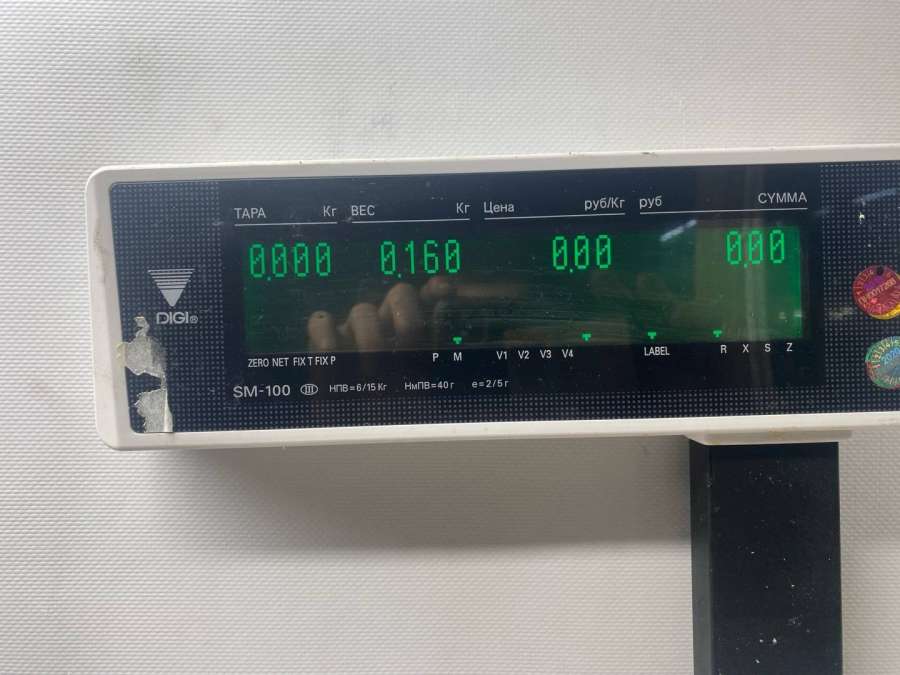 ТАРА Кг ВЕС Кг Цена руб/Кг руб СУММА
0.000 0.160 0.00 0.00
DIGI®
ZERO NET FIX T FIX P P M V1 V2 V3 V4 LABEL R X S Z
SM-100 III НПВ=6/15 Кг НмПВ=40 г e=2/5 г